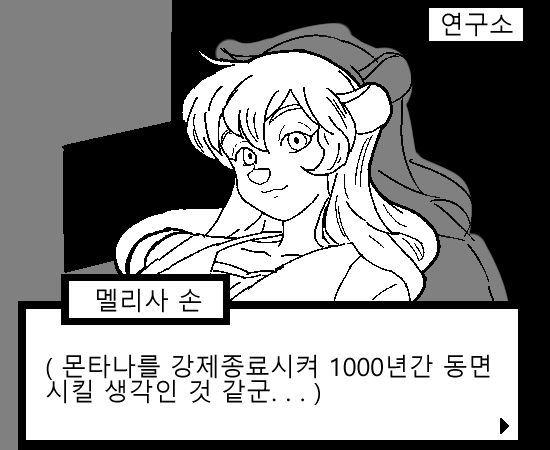 연구소
멜리사 손
( 몬타나를 강제종료시켜 1000년간 동면
시킬 생각인 것 같군. . . )